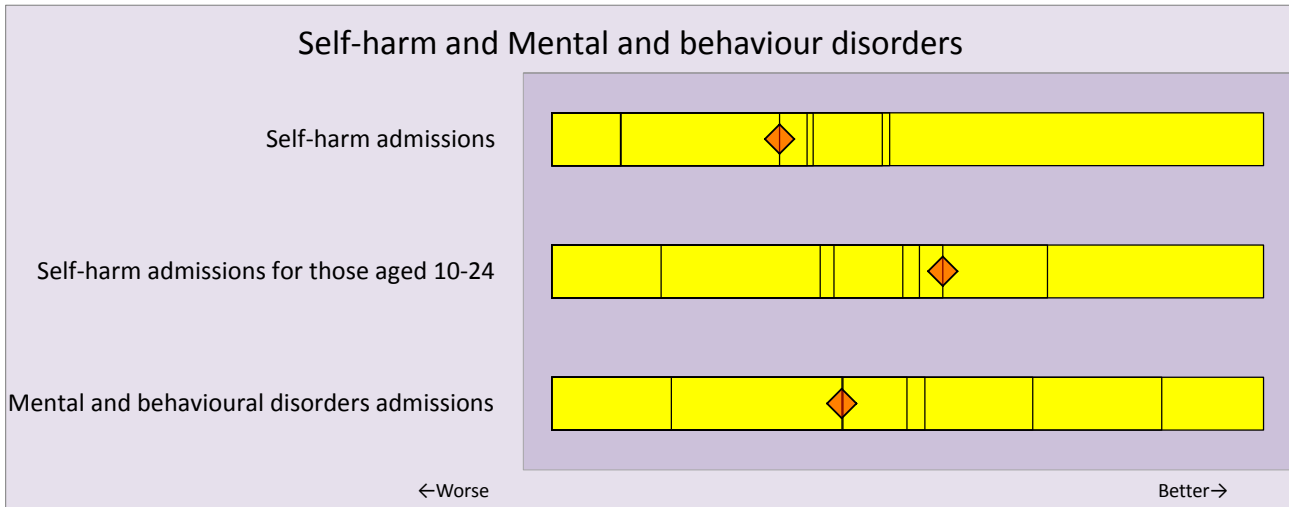 Self-harm and Mental and behaviour disorders
Self-harm admissions
Self-harm admissions for those aged 10-24
Mental and behavioural disorders admissions
←Worse
Better→